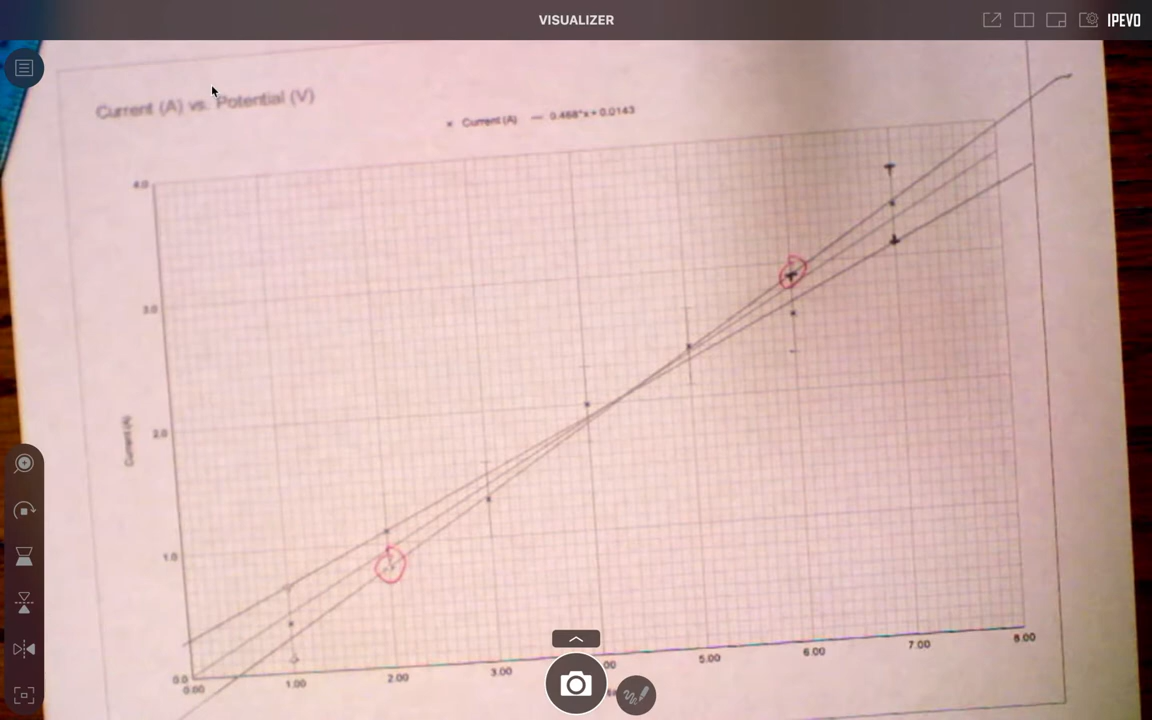 VISUALIZER
IPEVO
Current (A) vs. Potential (V)
× Current (A) — 0.468*x + 0.0143
4.0
3.0
2.0
1.0
0.0
Current (A)
0.00 1.00 2.00 3.00 5.00 6.00 7.00 8.00